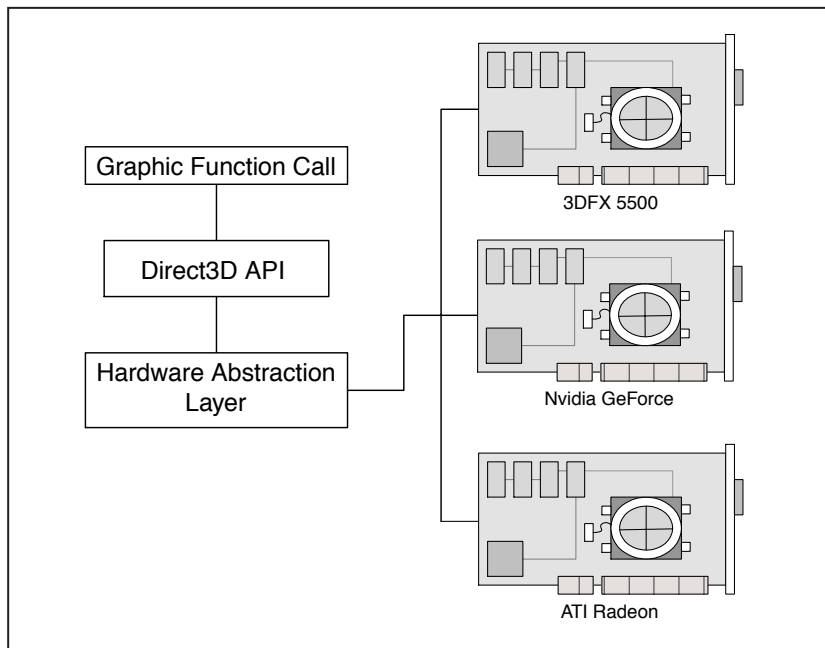 Graphic Function Call
Direct3D API
Hardware Abstraction
Layer
3DFX 5500
Nvidia GeForce
ATI Radeon